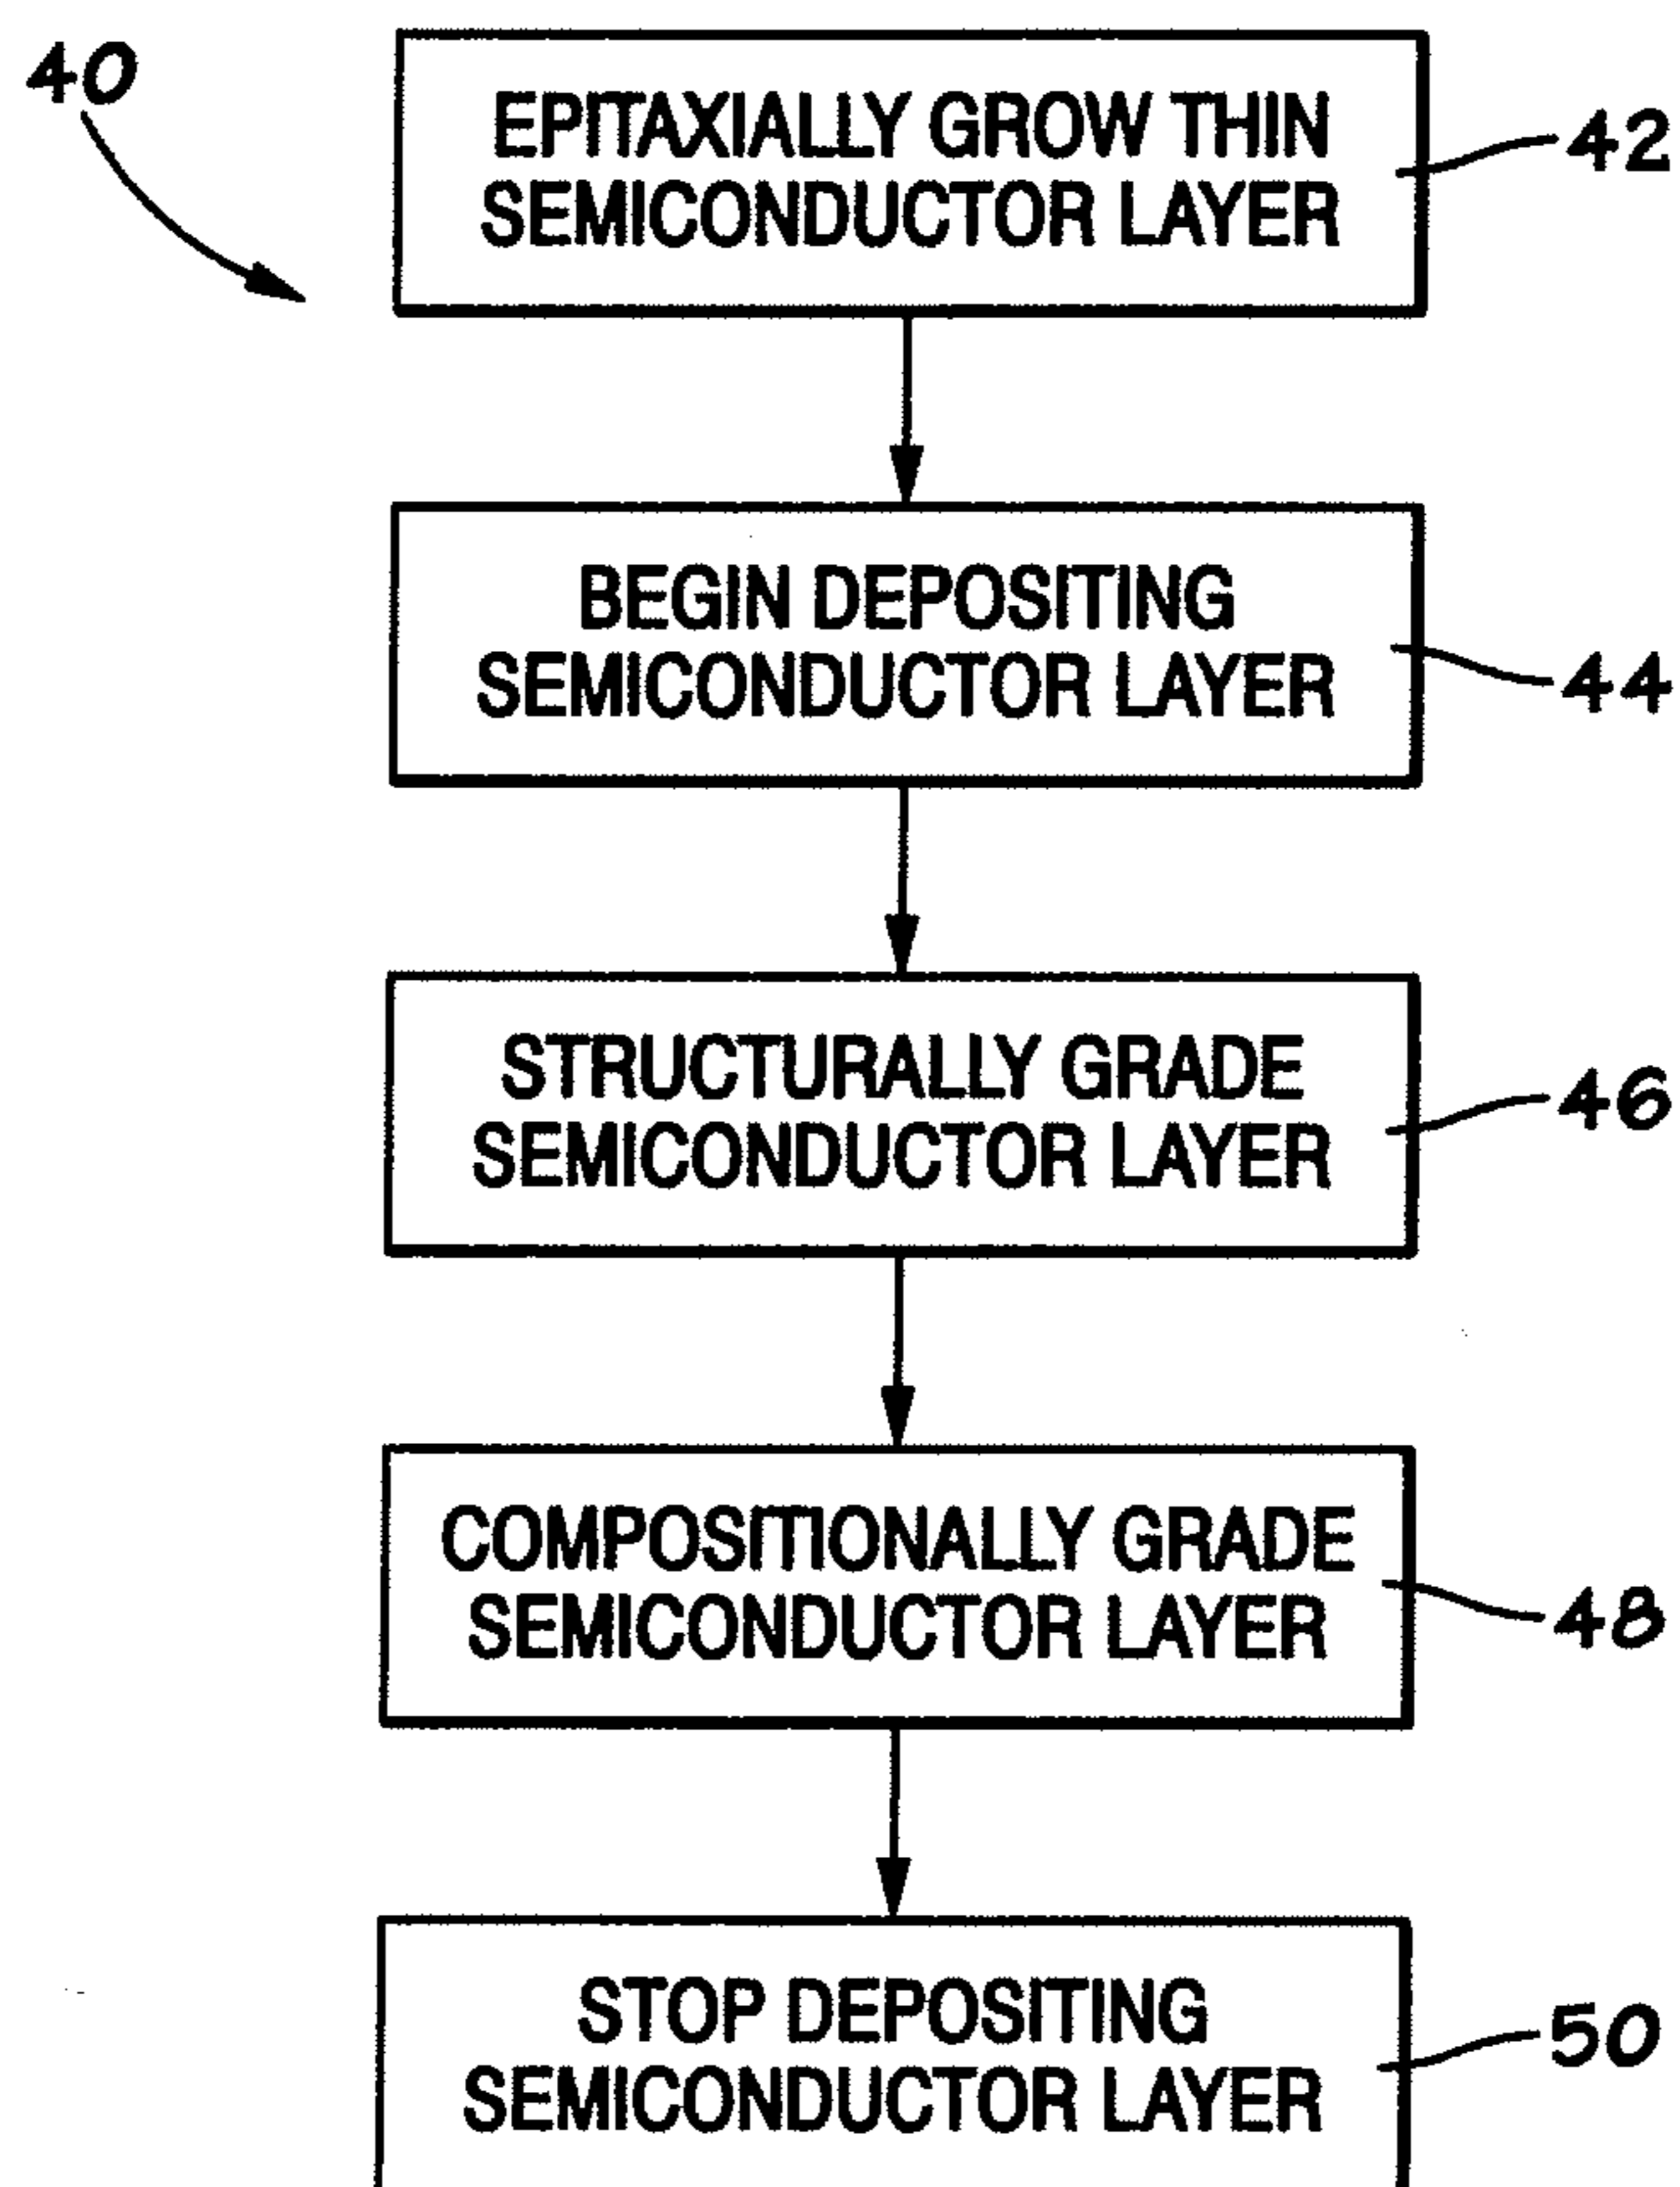 40
EPITAXIALLY GROW THIN
SEMICONDUCTOR LAYER
42
BEGIN DEPOSITING
SEMICONDUCTOR LAYER
44
STRUCTURALLY GRADE
SEMICONDUCTOR LAYER
46
COMPOSITIONALLY GRADE
SEMICONDUCTOR LAYER
48
STOP DEPOSITING
SEMICONDUCTOR LAYER
50